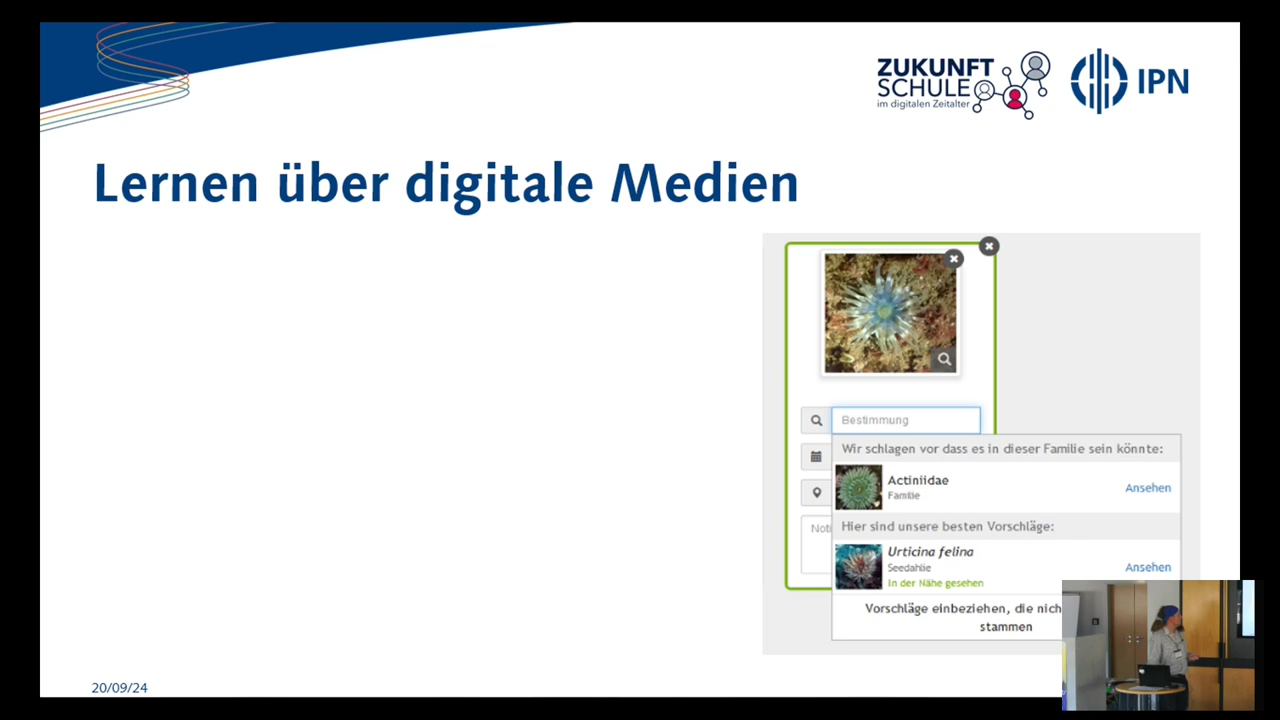 ZUKUNFT
SCHULE
im digitalen Zeitalter
IPN
Lernen über digitale Medien
Bestimmung
Wir schlagen vor dass es in dieser Familie sein könnte:
Actiniidae
Familie
Ansehen
Noti
Hier sind unsere besten Vorschläge:
Urticina felina
Seedahlie
In der Nähe gesehen
Ansehen
Vorschläge einbeziehen, die nich
stammen
20/09/24